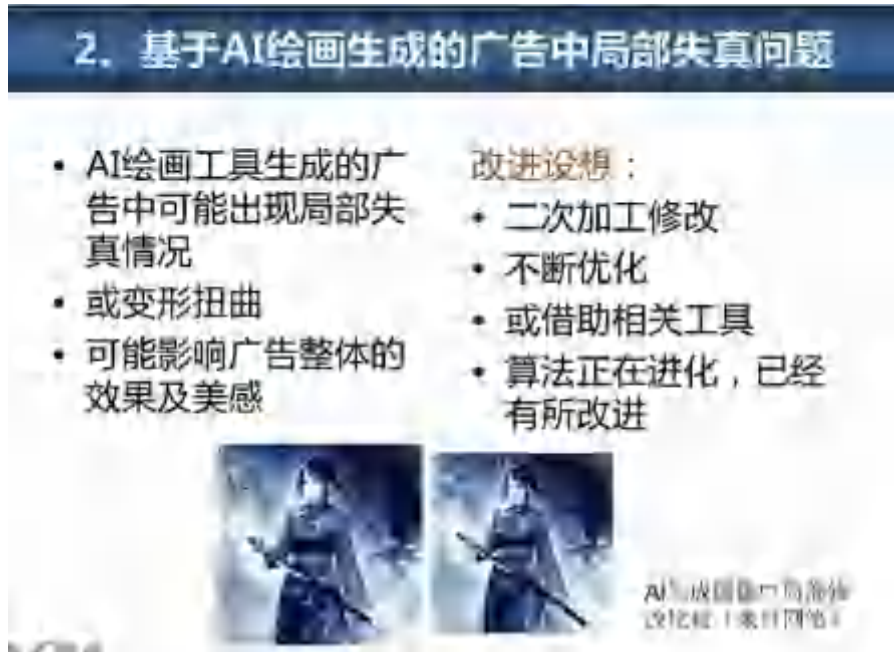 2、基于AI绘画生成的广告中局部失真问题
• AI绘画工具生成的广
告中可能出现局部失
真情况
• 或变形扭曲
• 可能影响广告整体的
效果及美感
改进设想：
• 二次加工修改
• 不断优化
• 或借助相关工具
• 算法正在进化，已经
有所改进